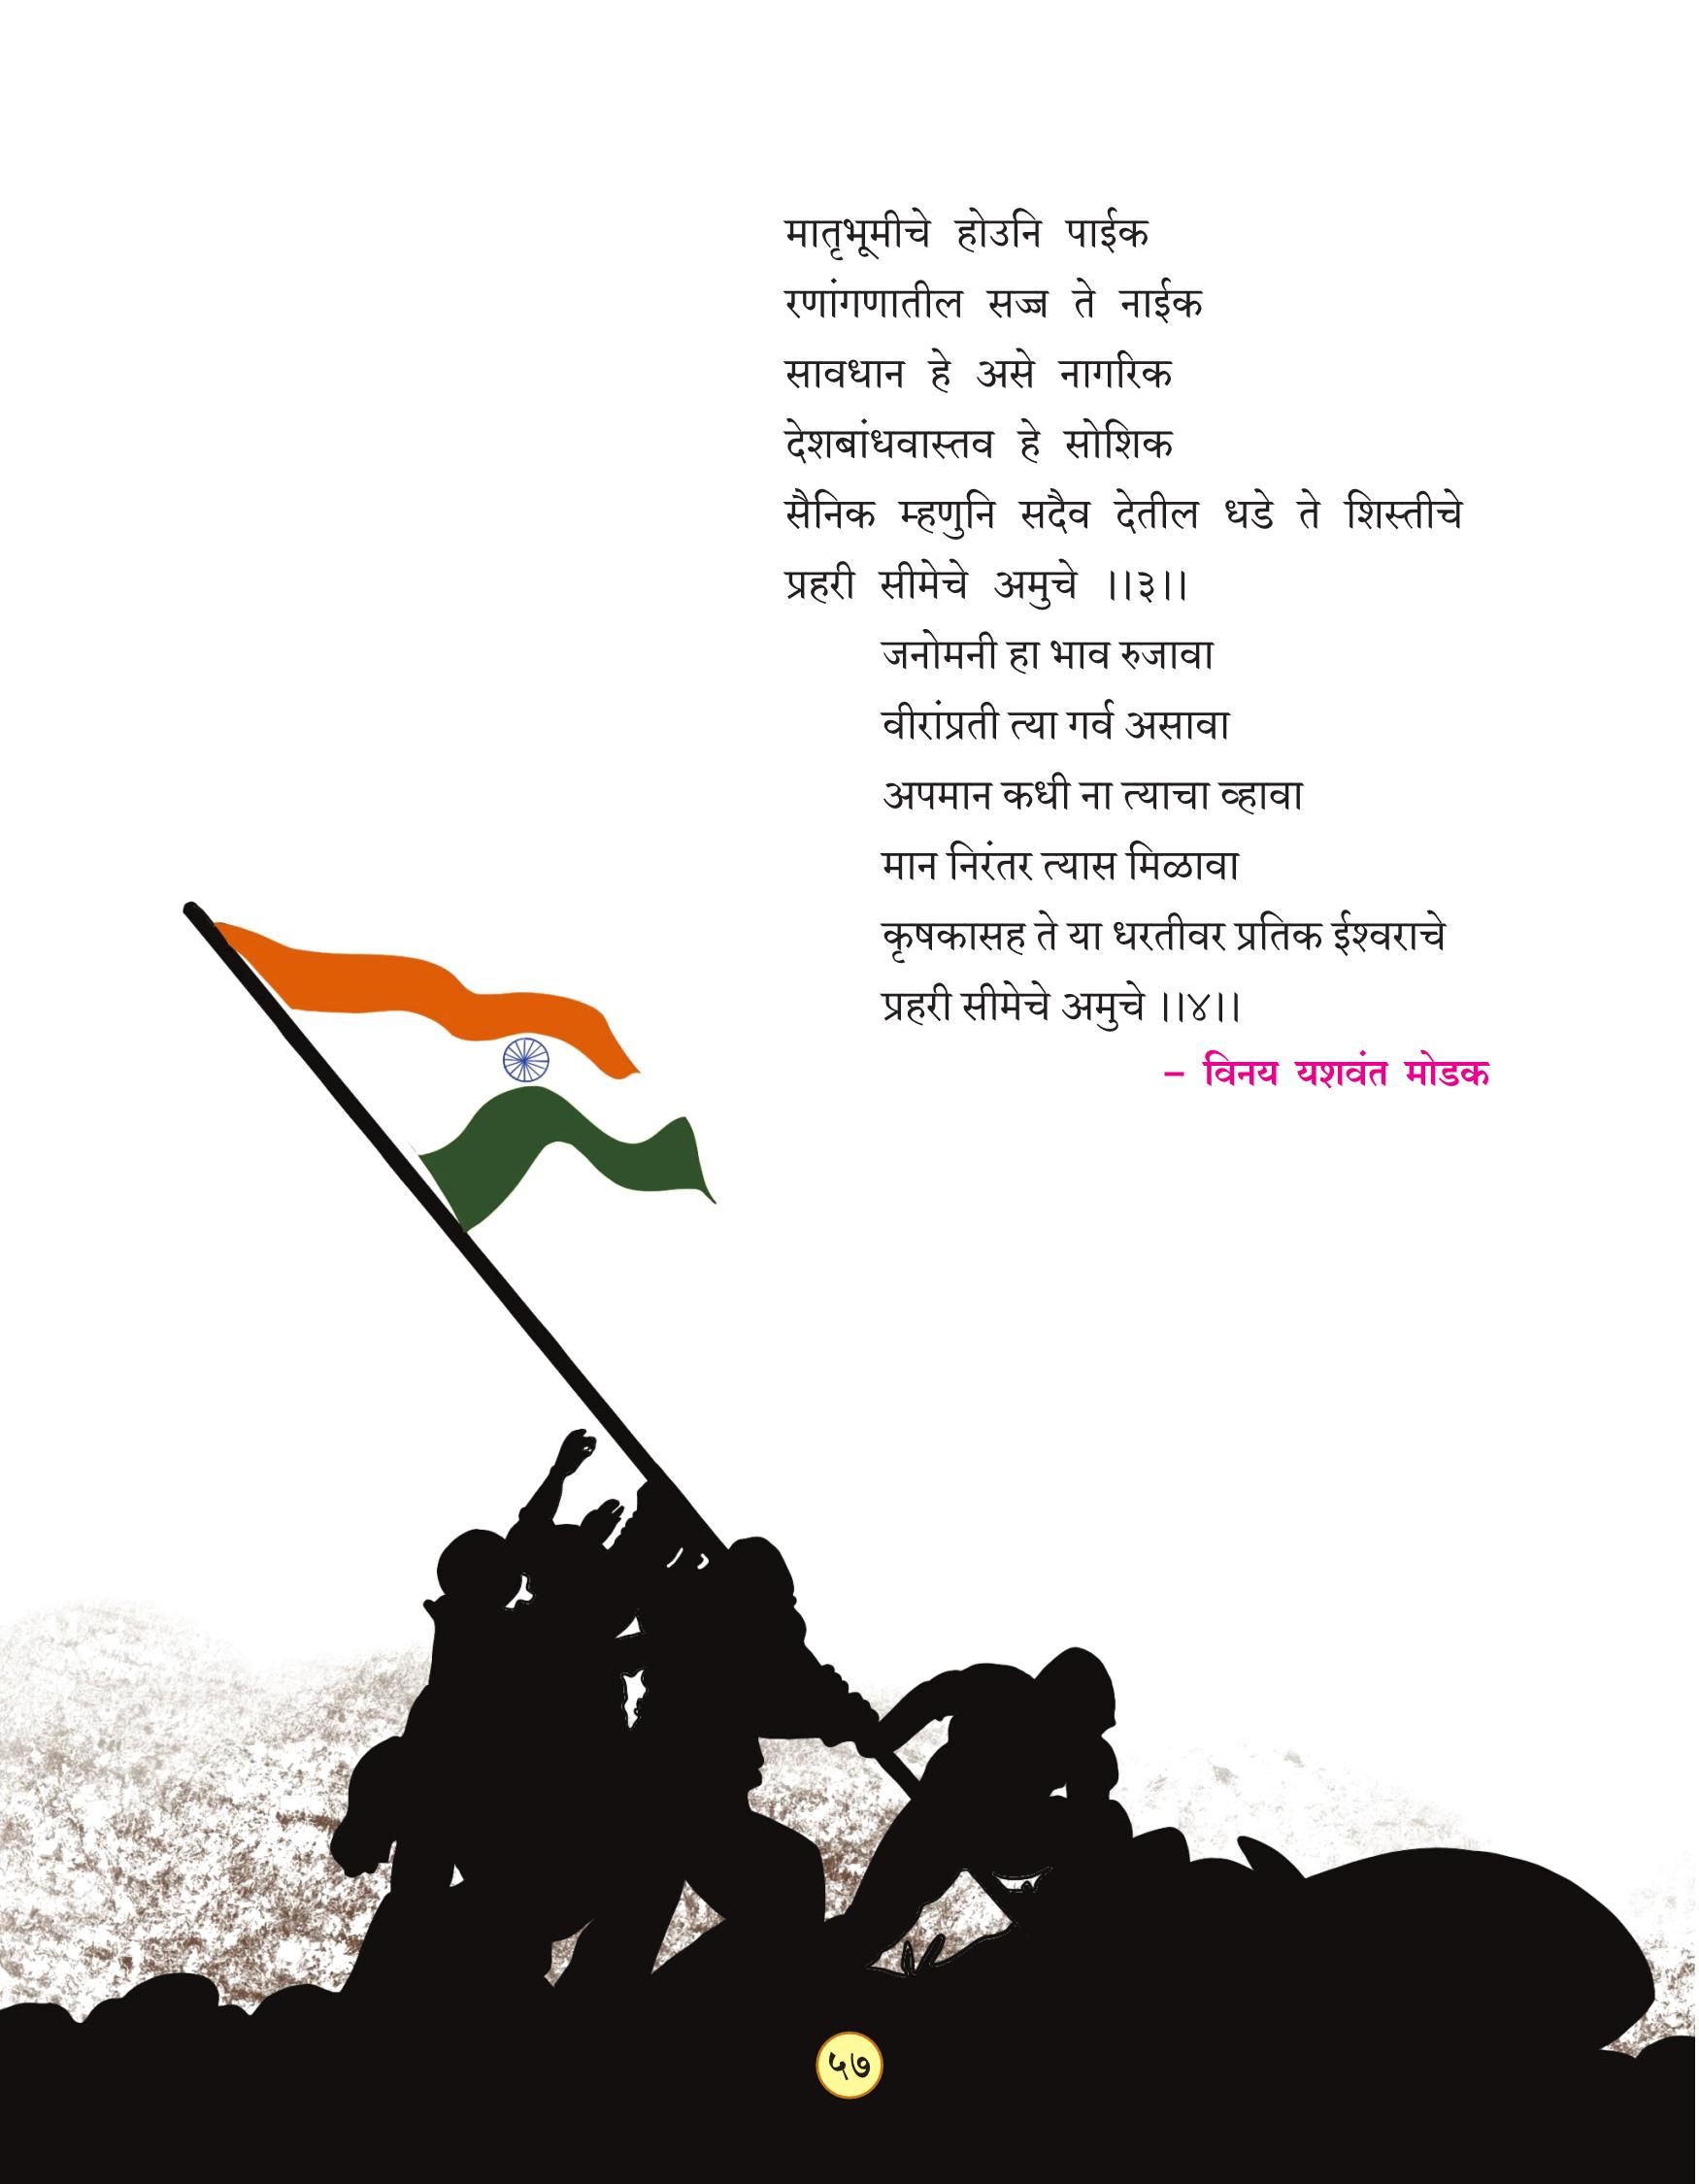 मातृभूमीचे होउनि पाईक
रणांगणातील सज्ज ते नाईक
सावधान हे असे नागरिक
देशबांधवास्तव हे सोशिक
सैनिक म्हणुनि सदैव देतील धडे ते शिस्तीचे
प्रहरी सीमेचे अमुचे ।।३।।
जनोमनी हा भाव रुजावा
वीरांप्रती त्या गर्व असावा
अपमान कधी ना त्याचा व्हावा
मान निरंतर त्यास मिळावा
कृषकासह ते या धरतीवर प्रतिक ईश्वराचे
प्रहरी सीमेचे अमुचे ।।४।।
– विनय यशवंत मोडक
५७